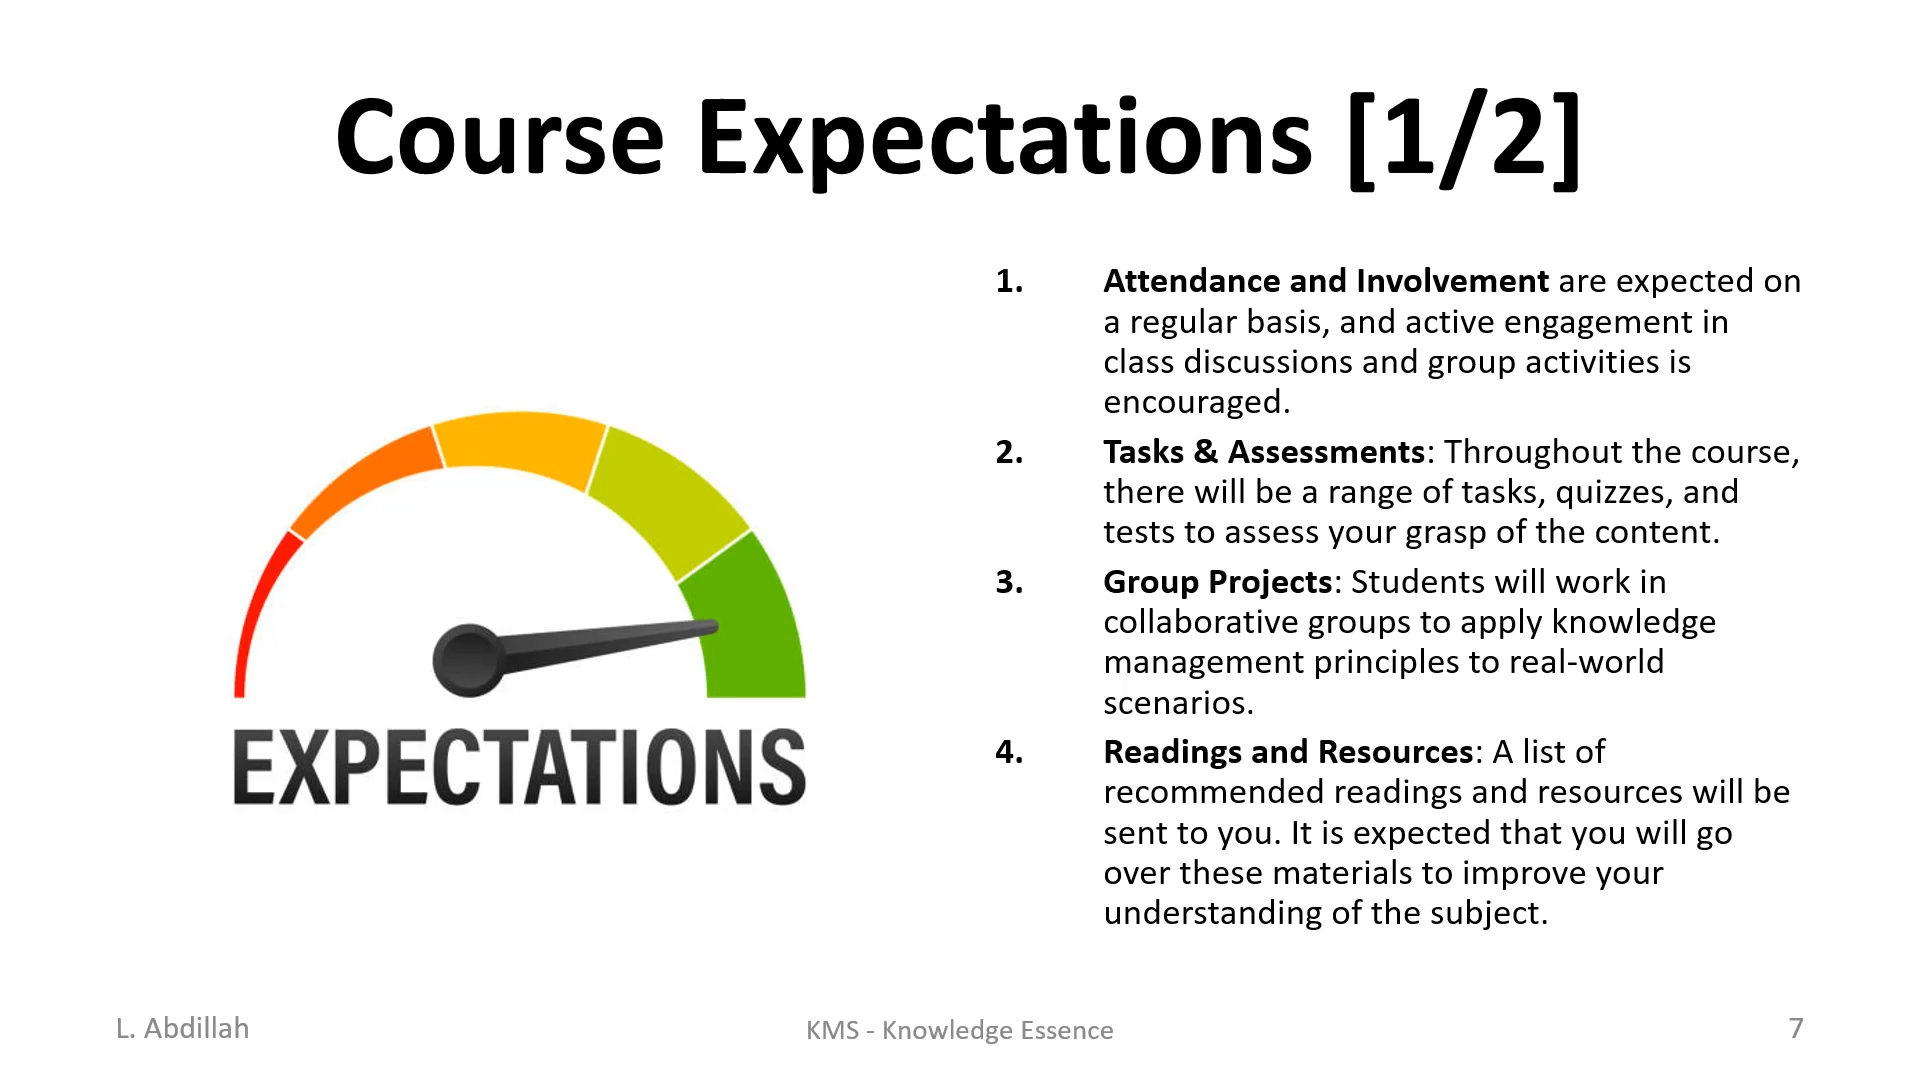 Course Expectations [1/2]
EXPECTATIONS
1. Attendance and Involvement are expected on
a regular basis, and active engagement in
class discussions and group activities is
encouraged.
2. Tasks & Assessments: Throughout the course,
there will be a range of tasks, quizzes, and
tests to assess your grasp of the content.
3. Group Projects: Students will work in
collaborative groups to apply knowledge
management principles to real-world
scenarios.
4. Readings and Resources: A list of
recommended readings and resources will be
sent to you. It is expected that you will go
over these materials to improve your
understanding of the subject.
L. Abdillah
KMS - Knowledge Essence
7